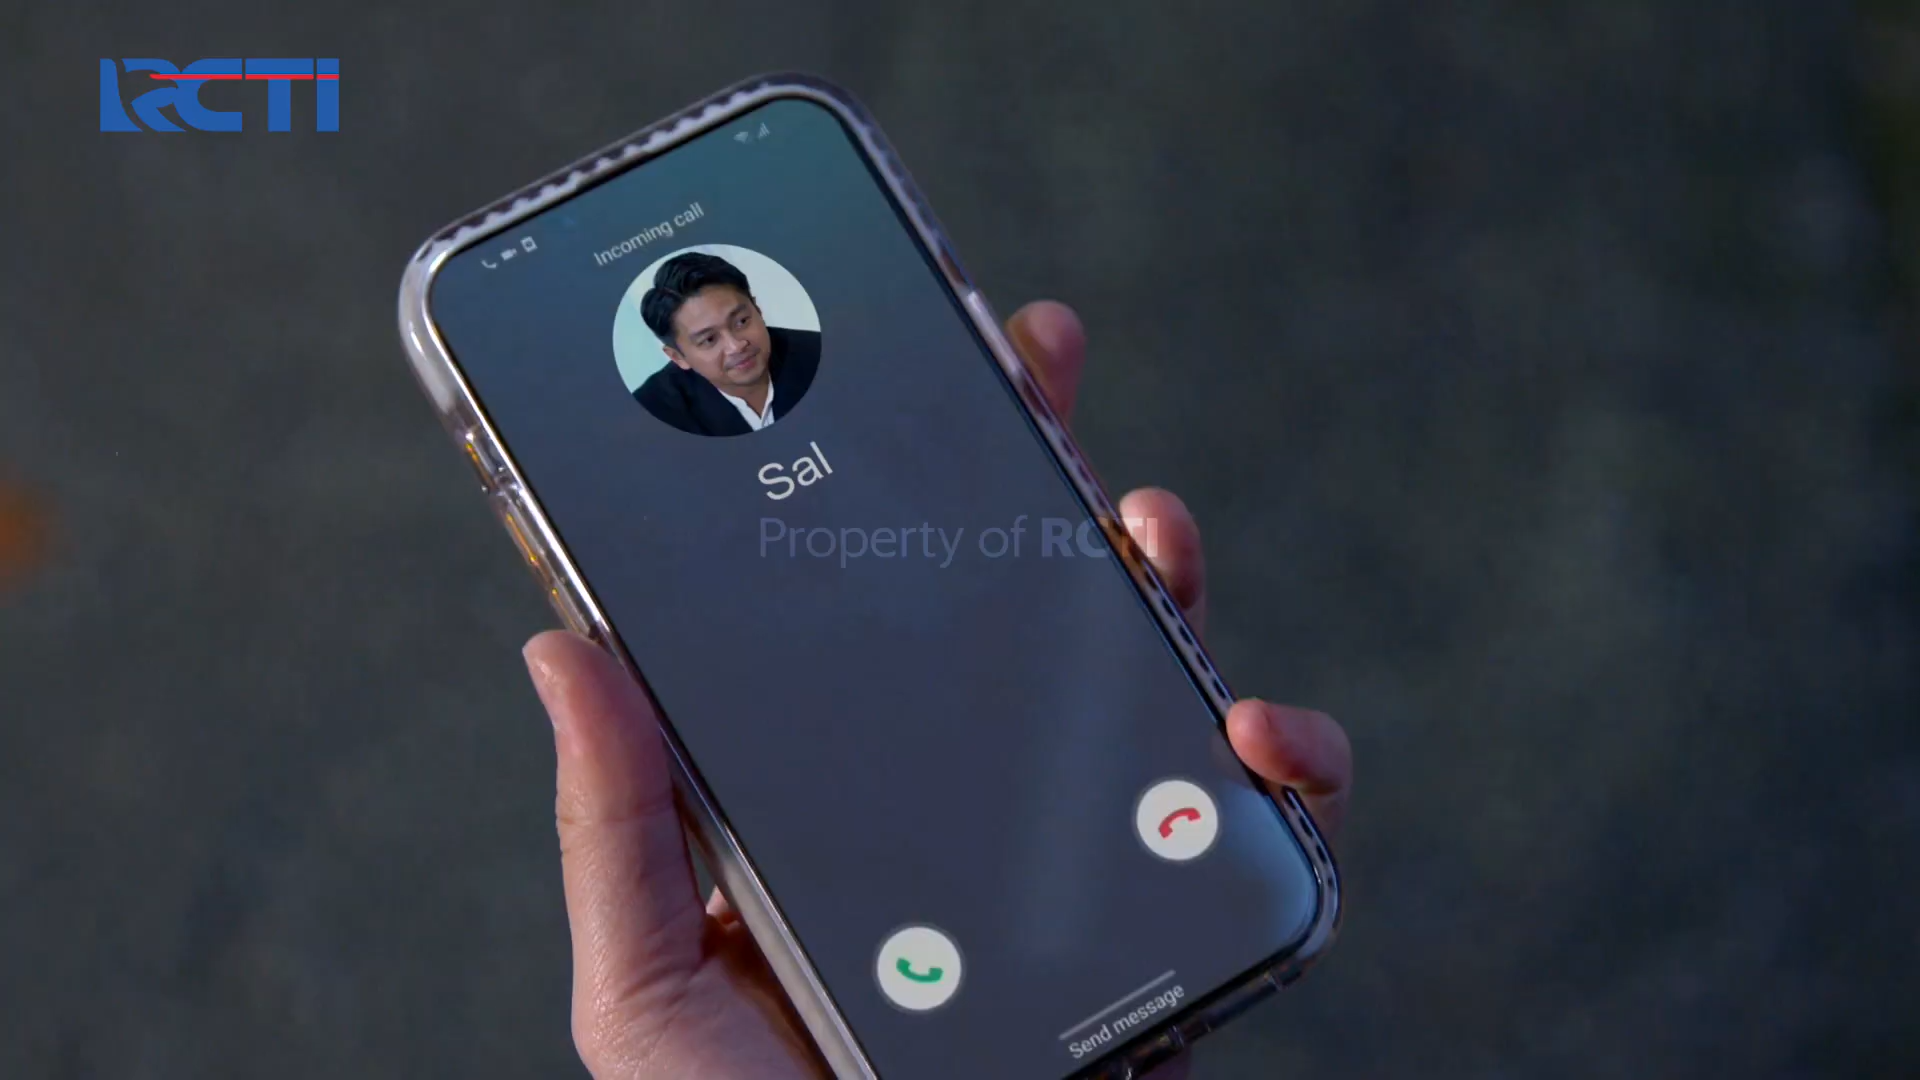 RCTI
Incoming call
Sal
Property of RCTI
Send message